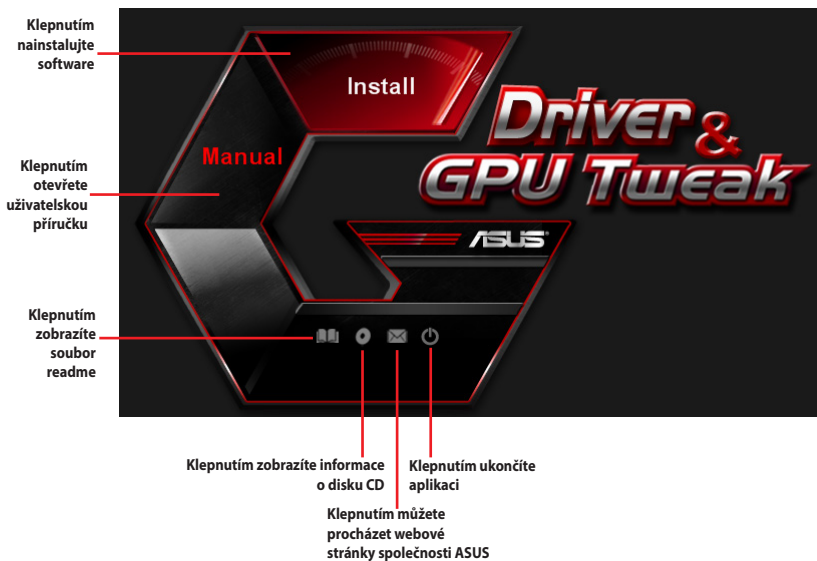 Klepnutím
nainstalujte
software
Install
Driver &
GPU Tweak
Manual
Klepnutím
otevřete
uživatelskou
příručku
ASUS
Klepnutím
zobrazíte
soubor
readme
Klepnutím zobrazíte informace
o disku CD
Klepnutím ukončíte
aplikaci
Klepnutím můžete
procházet webové
stránky společnosti ASUS